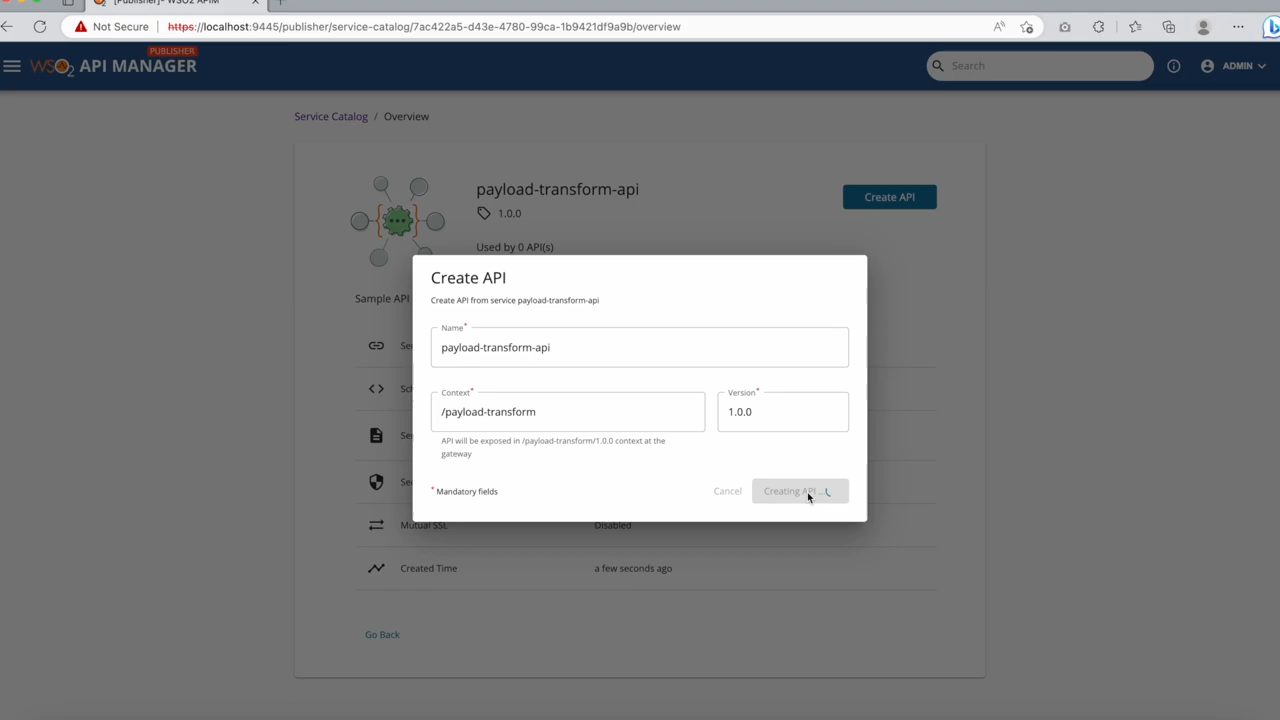 [Publisher]- WSO2 APIM
Not Secure
https://localhost:9445/publisher/service-catalog/7ac422a5-d43e-4780-99ca-1b9421df9a9b/overview
PUBLISHER
WSO2 API MANAGER
Search
ADMIN
Service Catalog / Overview
payload-transform-api
Create API
1.0.0
Used by 0 API(s)
Create API
Create API from service payload-transform-api
Sample API
Name*
payload-transform-api
Context*
Version*
/payload-transform
1.0.0
API will be exposed in /payload-transform/1.0.0 context at the
gateway
* Mandatory fields
Cancel
Creating API ...
Mutual SSL
Disabled
Created Time
a few seconds ago
Go Back